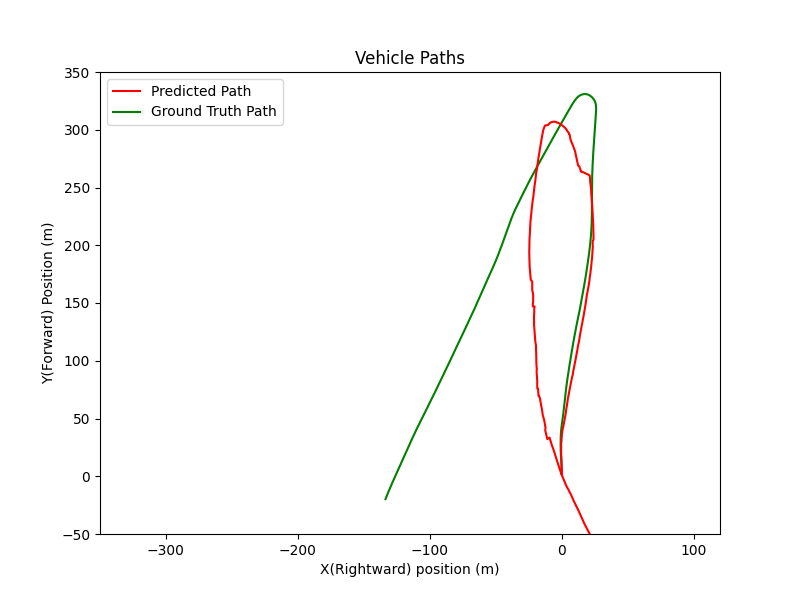 Vehicle Paths
Predicted Path
Ground Truth Path
Y(Forward) Position (m)
350
300
250
200
150
100
50
0
−50
−300
−200
−100
0
100
X(Rightward) position (m)